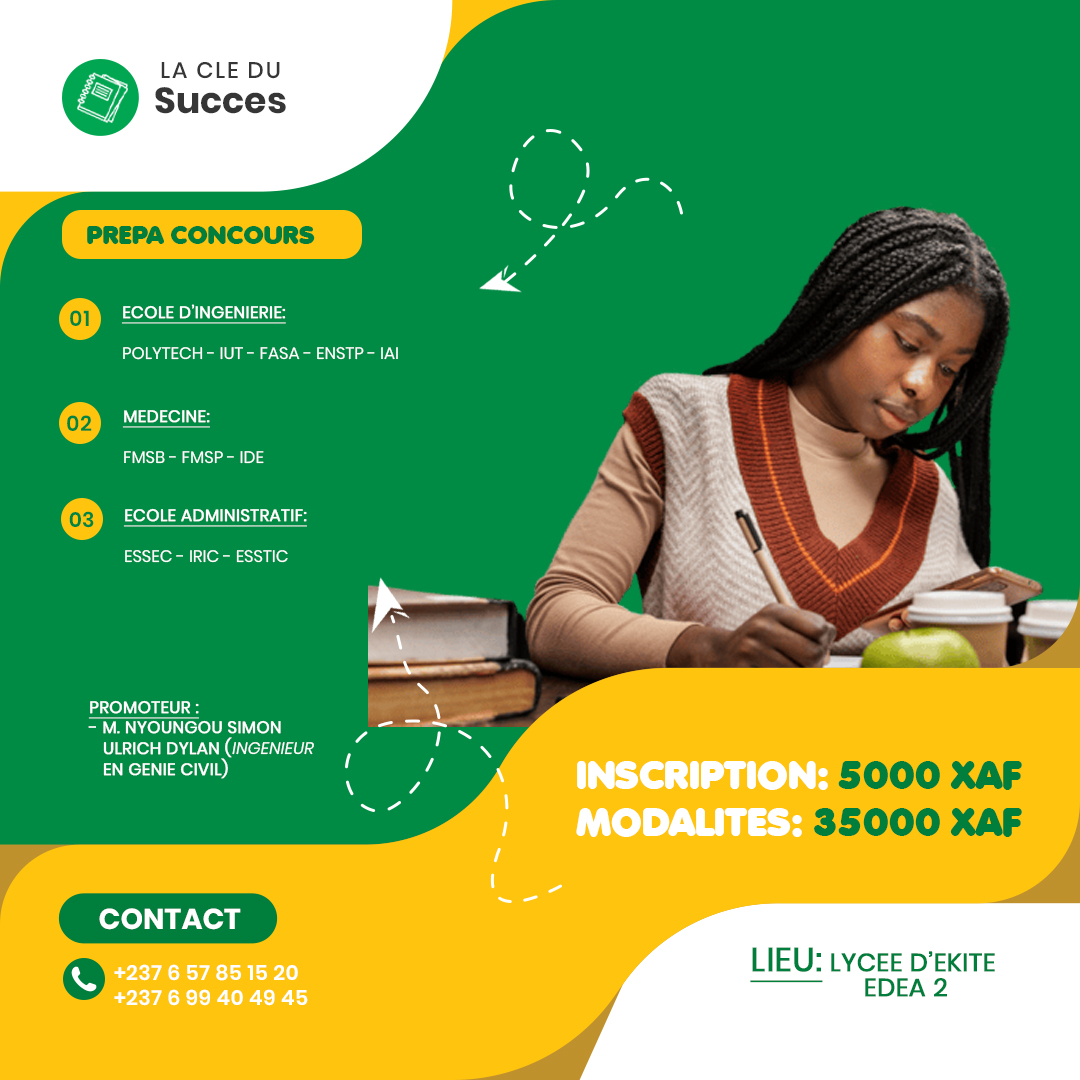 LA CLE DU
Succes
PREPA CONCOURS
01
ECOLE D'INGENIERIE:
POLYTECH - IUT - FASA - ENSTP - IAI
02
MEDECINE:
FMSB - FMSP - IDE
03
ECOLE ADMINISTRATIF:
ESSEC - IRIC - ESSTIC
PROMOTEUR :
- M. NYOUNGOU SIMON
ULRICH DYLAN (INGENIEUR
EN GENIE CIVIL)
INSCRIPTION: 5000 XAF
MODALITES: 35000 XAF
CONTACT
+237 6 57 85 15 20
+237 6 99 40 49 45
LIEU: LYCEE D'EKITE
EDEA 2